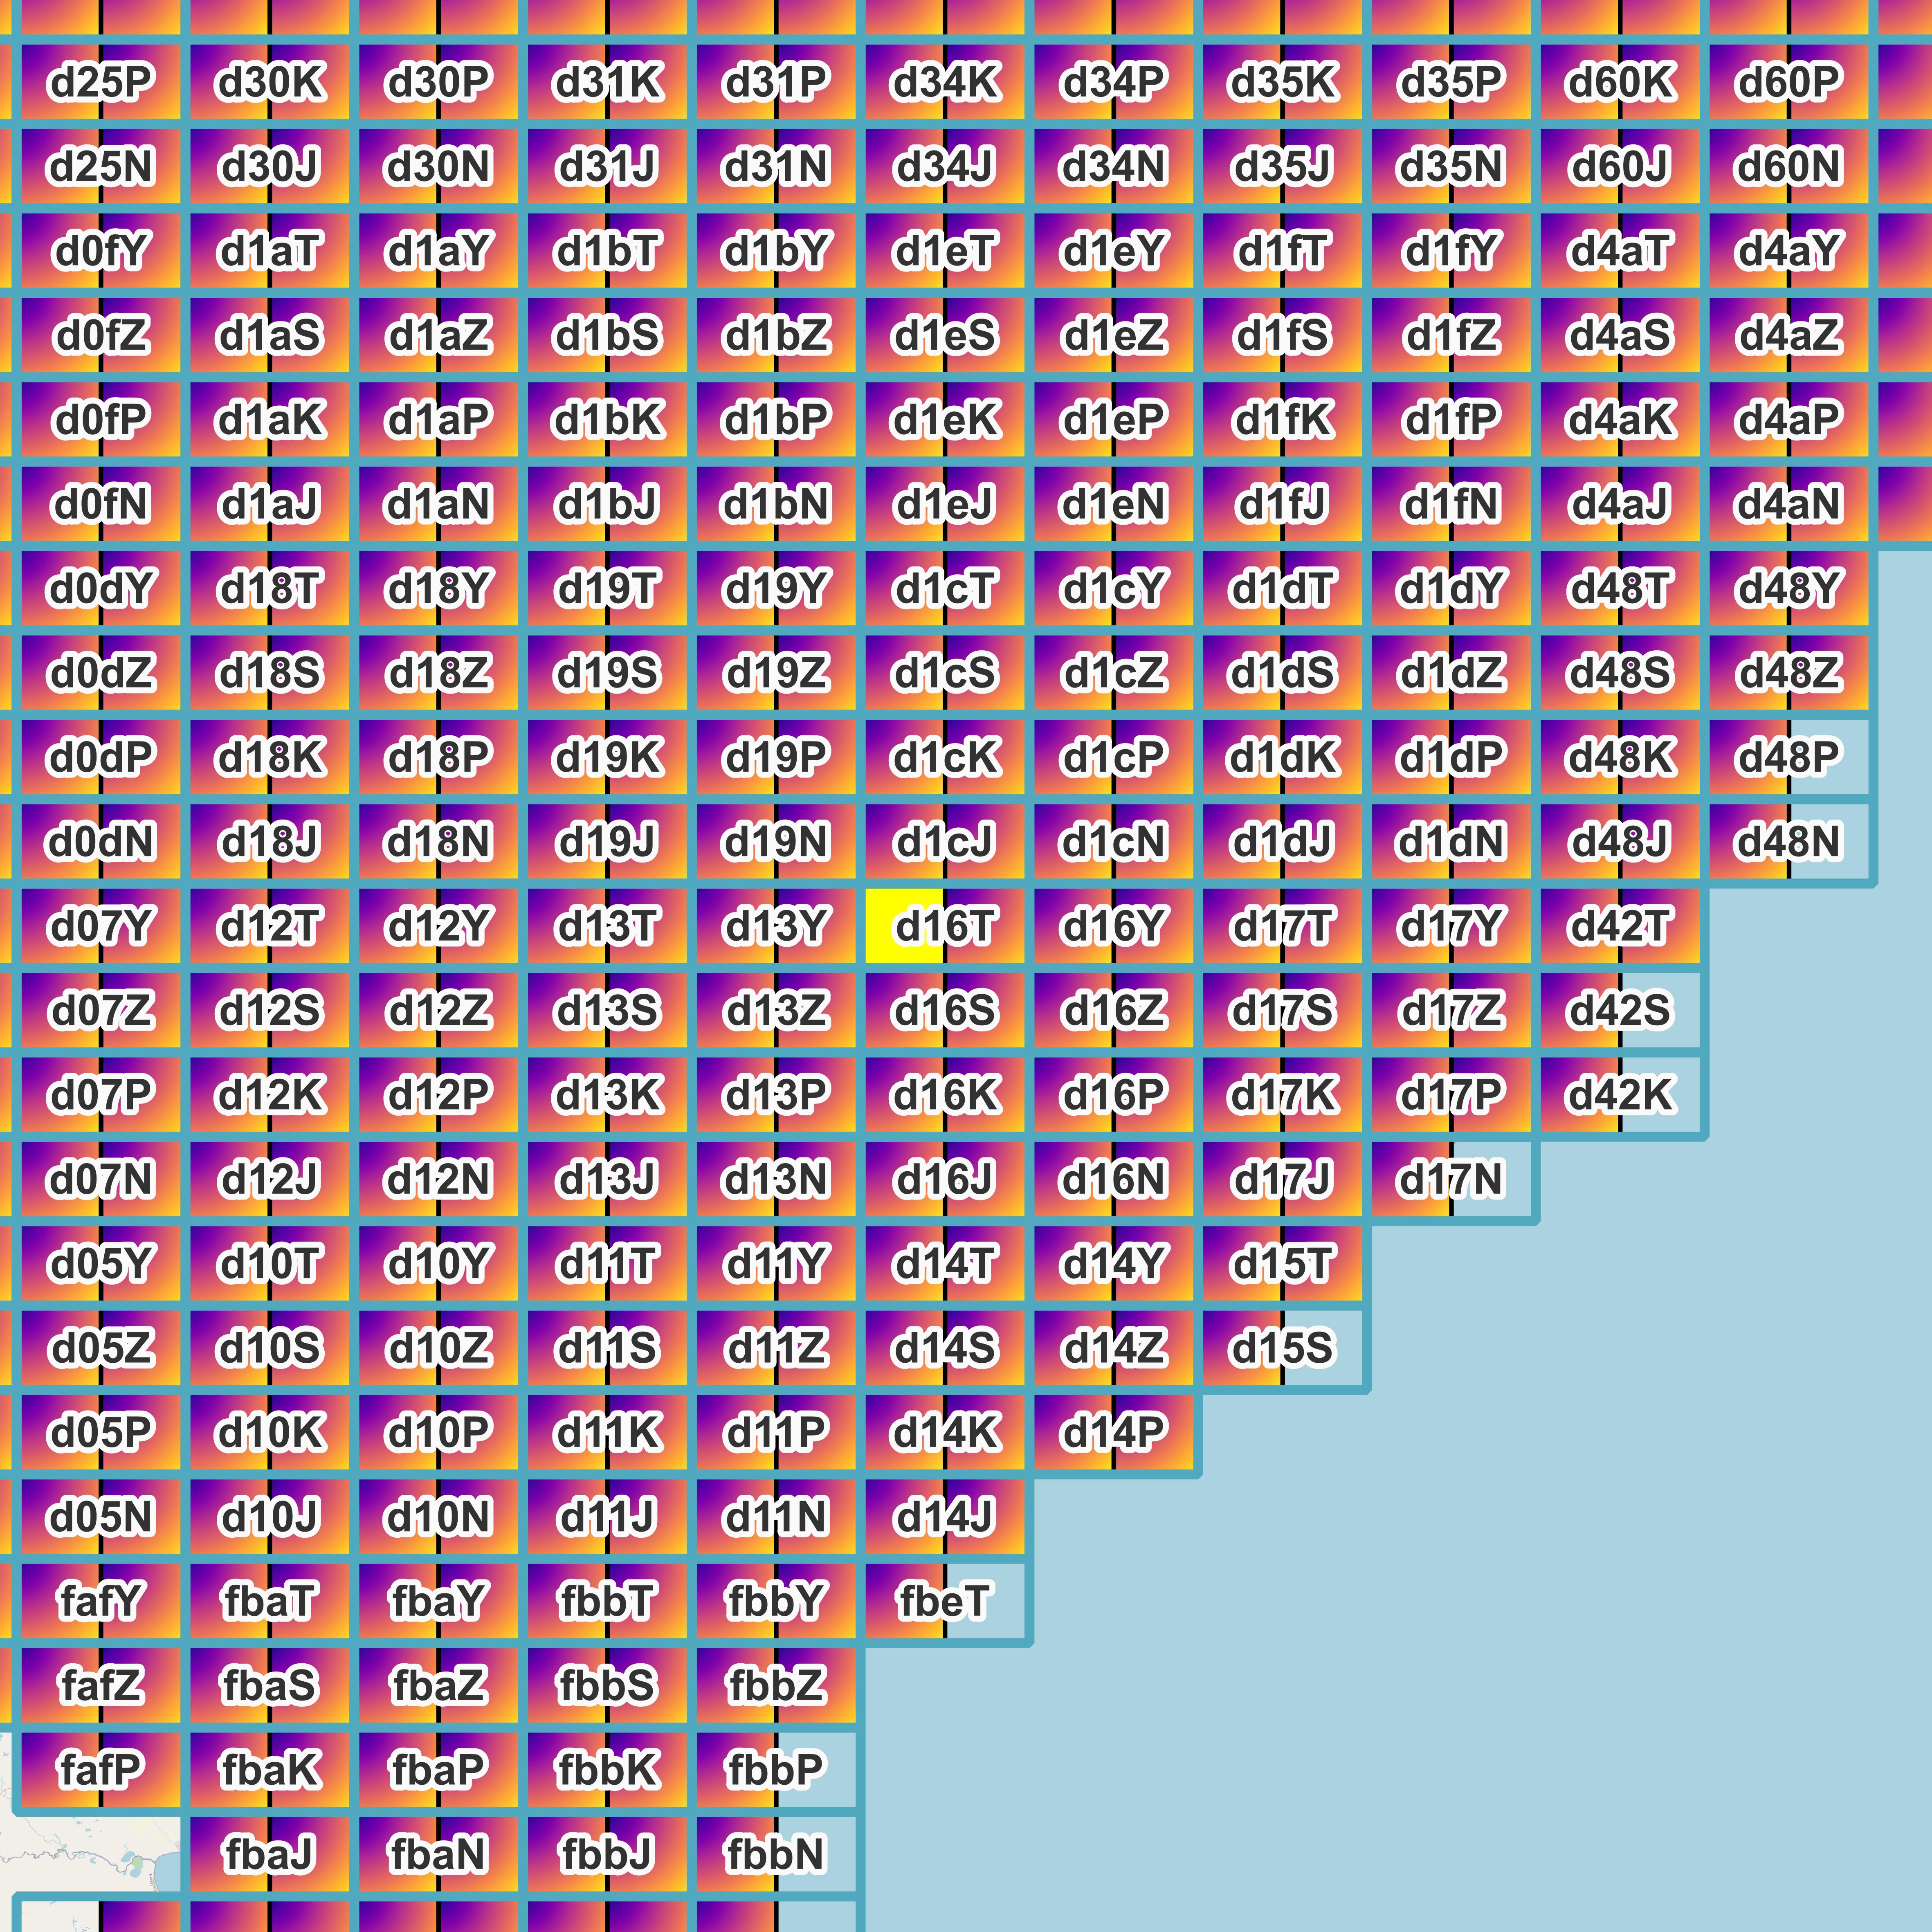 d25P d30K d30P d31K d31P d34K d34P d35K d35P d60K d60P
d25N d30J d30N d31J d31N d34J d34N d35J d35N d60J d60N
d0fY d1aT d1aY d1bT d1bY d1eT d1eY d1fT d1fY d4aT d4aY
d0fZ d1aS d1aZ d1bS d1bZ d1eS d1eZ d1fS d1fZ d4aS d4aZ
d0fP d1aK d1aP d1bK d1bP d1eK d1eP d1fK d1fP d4aK d4aP
d0fN d1aJ d1aN d1bJ d1bN d1eJ d1eN d1fJ d1fN d4aJ d4aN
d0dY d18T d18Y d19T d19Y d1cT d1cY d1dT d1dY d48T d48Y
d0dZ d18S d18Z d19S d19Z d1cS d1cZ d1dS d1dZ d48S d48Z
d0dP d18K d18P d19K d19P d1cK d1cP d1dK d1dP d48K d48P
d0dN d18J d18N d19J d19N d1cJ d1cN d1dJ d1dN d48J d48N
d07Y d12T d12Y d13T d13Y d16T d16Y d17T d17Y d42T
d07Z d12S d12Z d13S d13Z d16S d16Z d17S d17Z d42S
d07P d12K d12P d13K d13P d16K d16P d17K d17P d42K
d07N d12J d12N d13J d13N d16J d16N d17J d17N
d05Y d10T d10Y d11T d11Y d14T d14Y d15T
d05Z d10S d10Z d11S d11Z d14S d14Z d15S
d05P d10K d10P d11K d11P d14K d14P
d05N d10J d10N d11J d11N d14J
fafY fbaT fbaY fbbT fbbY fbeT
fafZ fbaS fbaZ fbbS fbbZ
fafP fbaK fbaP fbbK fbbP
fbaJ fbaN fbbJ fbbN